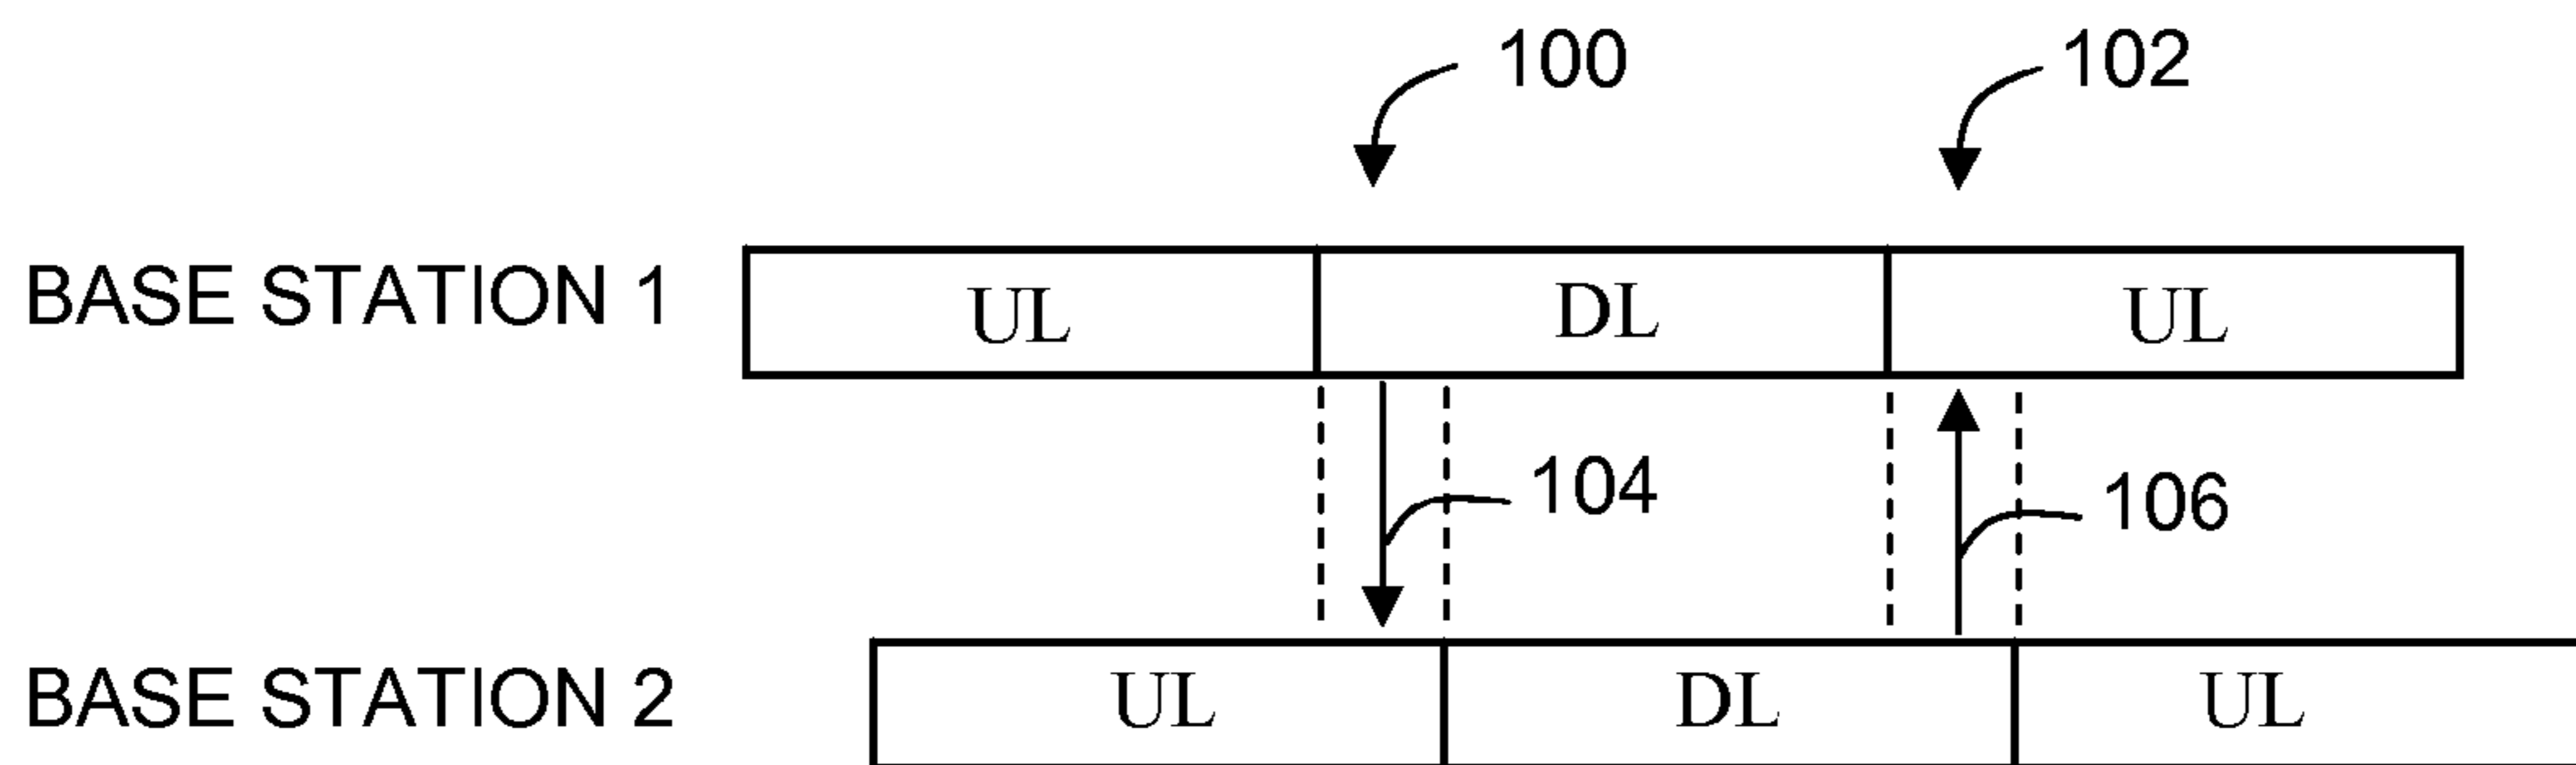 100 102
BASE STATION 1 UL DL UL
104 106
BASE STATION 2 UL DL UL